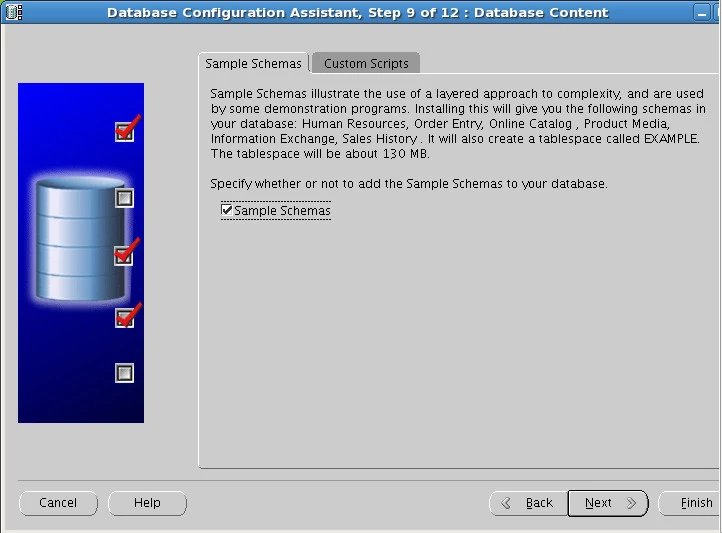 Database Configuration Assistant, Step 9 of 12 : Database Content
Sample Schemas
Custom Scripts
Sample Schemas illustrate the use of a layered approach to complexity, and are used
by some demonstration programs. Installing this will give you the following schemas in
your database: Human Resources, Order Entry, Online Catalog , Product Media,
Information Exchange, Sales History . It will also create a tablespace called EXAMPLE.
The tablespace will be about 130 MB.
Specify whether or not to add the Sample Schemas to your database.
Sample Schemas
Cancel
Help
Back
Next
Finish